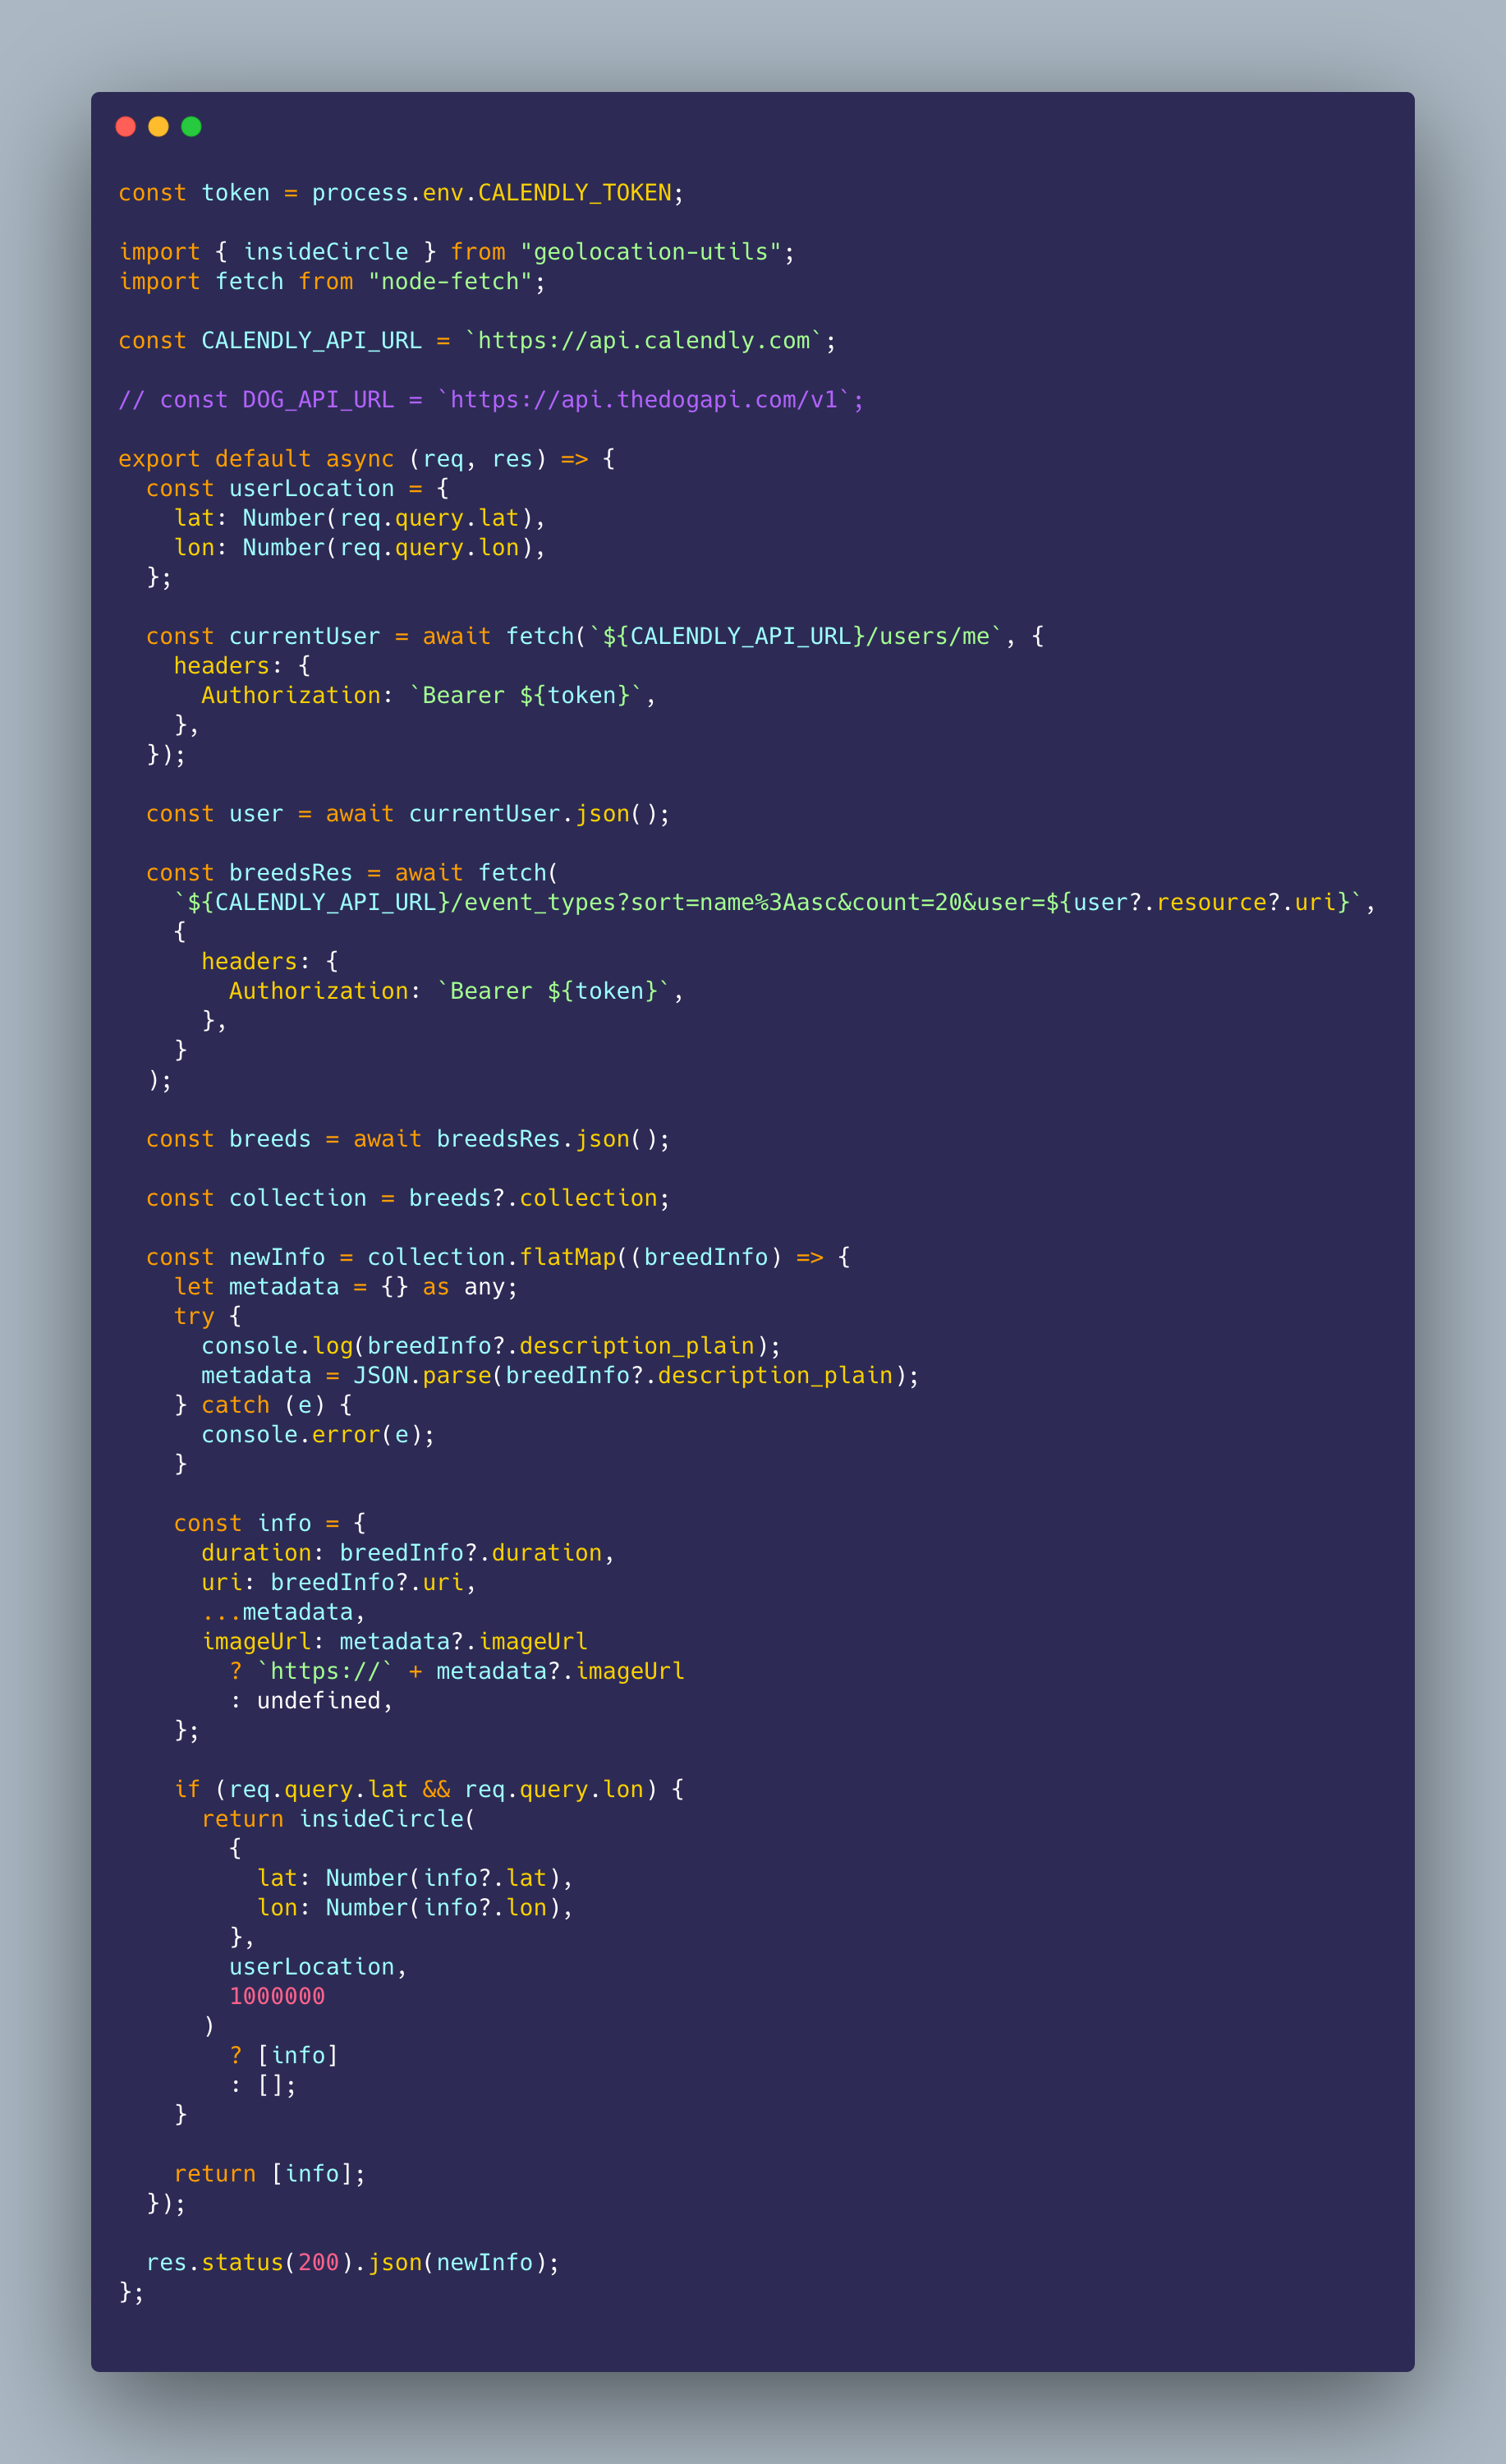 const token = process.env.CALENDLY_TOKEN;

import { insideCircle } from "geolocation-utils";
import fetch from "node-fetch";

const CALENDLY_API_URL = `https://api.calendly.com`;

// const DOG_API_URL = `https://api.thedogapi.com/v1`;

export default async (req, res) => {
  const userLocation = {
    lat: Number(req.query.lat),
    lon: Number(req.query.lon),
  };

  const currentUser = await fetch(`${CALENDLY_API_URL}/users/me`, {
    headers: {
      Authorization: `Bearer ${token}`,
    },
  });

  const user = await currentUser.json();

  const breedsRes = await fetch(
    `${CALENDLY_API_URL}/event_types?sort=name%3Aasc&count=20&user=${user?.resource?.uri}`,
    {
      headers: {
        Authorization: `Bearer ${token}`,
      },
    }
  );

  const breeds = await breedsRes.json();

  const collection = breeds?.collection;

  const newInfo = collection.flatMap((breedInfo) => {
    let metadata = {} as any;
    try {
      console.log(breedInfo?.description_plain);
      metadata = JSON.parse(breedInfo?.description_plain);
    } catch (e) {
      console.error(e);
    }

    const info = {
      duration: breedInfo?.duration,
      uri: breedInfo?.uri,
      ...metadata,
      imageUrl: metadata?.imageUrl
        ? `https://` + metadata?.imageUrl
        : undefined,
    };

    if (req.query.lat && req.query.lon) {
      return insideCircle(
        {
          lat: Number(info?.lat),
          lon: Number(info?.lon),
        },
        userLocation,
        1000000
      )
        ? [info]
        : [];
    }

    return [info];
  });

  res.status(200).json(newInfo);
};